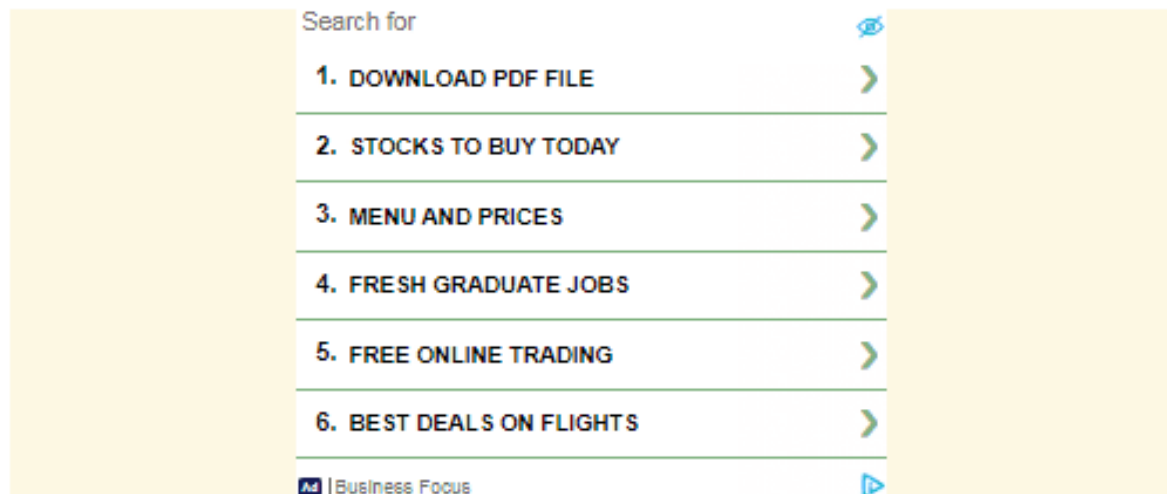 Search for
1. DOWNLOAD PDF FILE
2. STOCKS TO BUY TODAY
3. MENU AND PRICES
4. FRESH GRADUATE JOBS
5. FREE ONLINE TRADING
6. BEST DEALS ON FLIGHTS
Ad | Business Focus